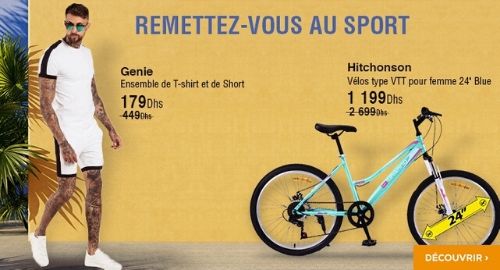 REMETTEZ-VOUS AU SPORT
Genie
Ensemble de T-shirt et de Short
179Dhs
449Dhs
Hitchonson
Vélos type VTT pour femme 24' Blue
1 199Dhs
2 699Dhs
24"
DÉCOUVRIR ›